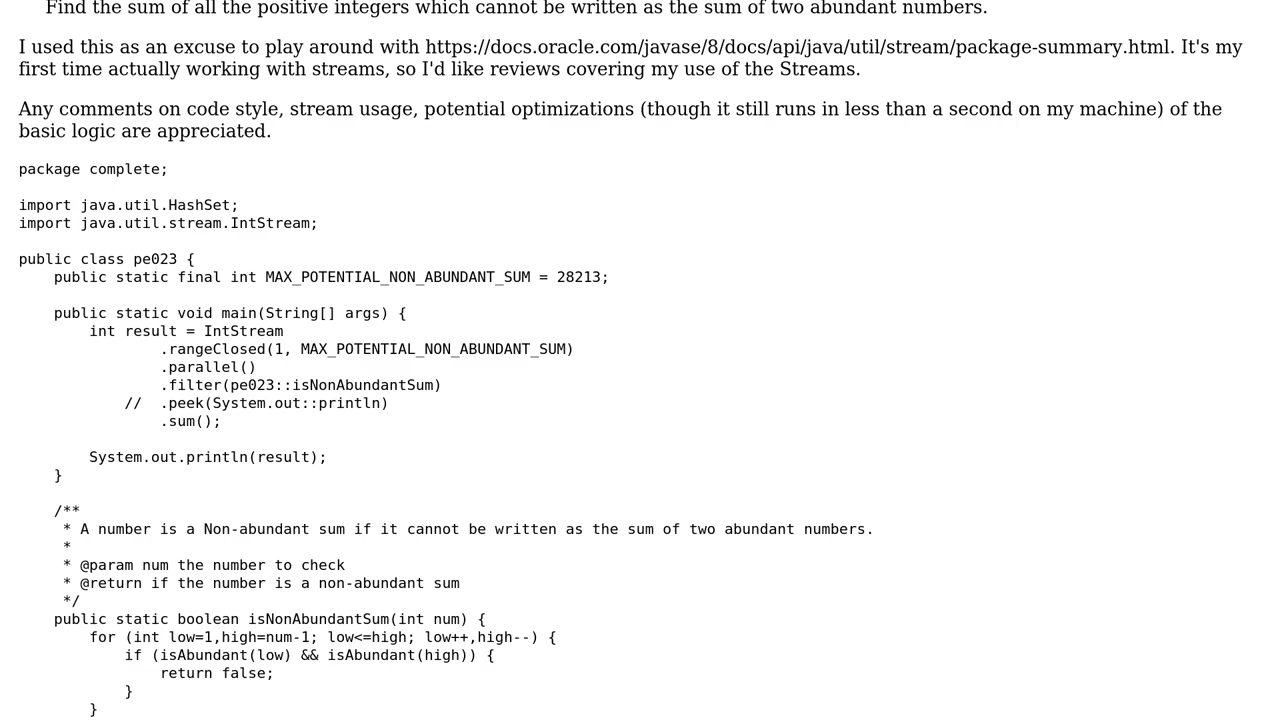 Find the sum of all the positive integers which cannot be written as the sum of two abundant numbers.
I used this as an excuse to play around with https://docs.oracle.com/javase/8/docs/api/java/util/stream/package-summary.html. It's my
first time actually working with streams, so I'd like reviews covering my use of the Streams.
Any comments on code style, stream usage, potential optimizations (though it still runs in less than a second on my machine) of the
basic logic are appreciated.
package complete;
import java.util.HashSet;
import java.util.stream.IntStream;
public class pe023 {
    public static final int MAX_POTENTIAL_NON_ABUNDANT_SUM = 28213;
    public static void main(String[] args) {
        int result = IntStream
                .rangeClosed(1, MAX_POTENTIAL_NON_ABUNDANT_SUM)
                .parallel()
                .filter(pe023::isNonAbundantSum)
            //  .peek(System.out::println)
                .sum();
        System.out.println(result);
    }
    /**
     * A number is a Non-abundant sum if it cannot be written as the sum of two abundant numbers.
     *
     * @param num the number to check
     * @return if the number is a non-abundant sum
     */
    public static boolean isNonAbundantSum(int num) {
        for (int low=1,high=num-1; low<=high; low++,high--) {
            if (isAbundant(low) && isAbundant(high)) {
                return false;
            }
        }